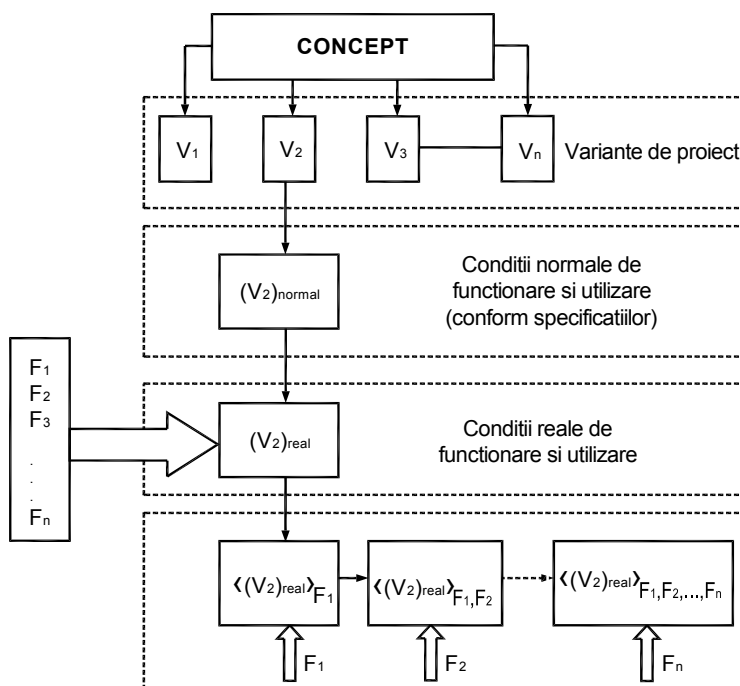 CONCEPT
V1 V2 V3 Vn Variante de proiect
(V2)normal
Conditii normale de
functionare si utilizare
(conform specificatiilor)
F1
F2
F3
.
.
.
Fn
(V2)real
Conditii reale de
functionare si utilizare
‹(V2)real›F1 ‹(V2)real›F1,F2 ‹(V2)real›F1,F2,...,Fn
F1 F2 Fn